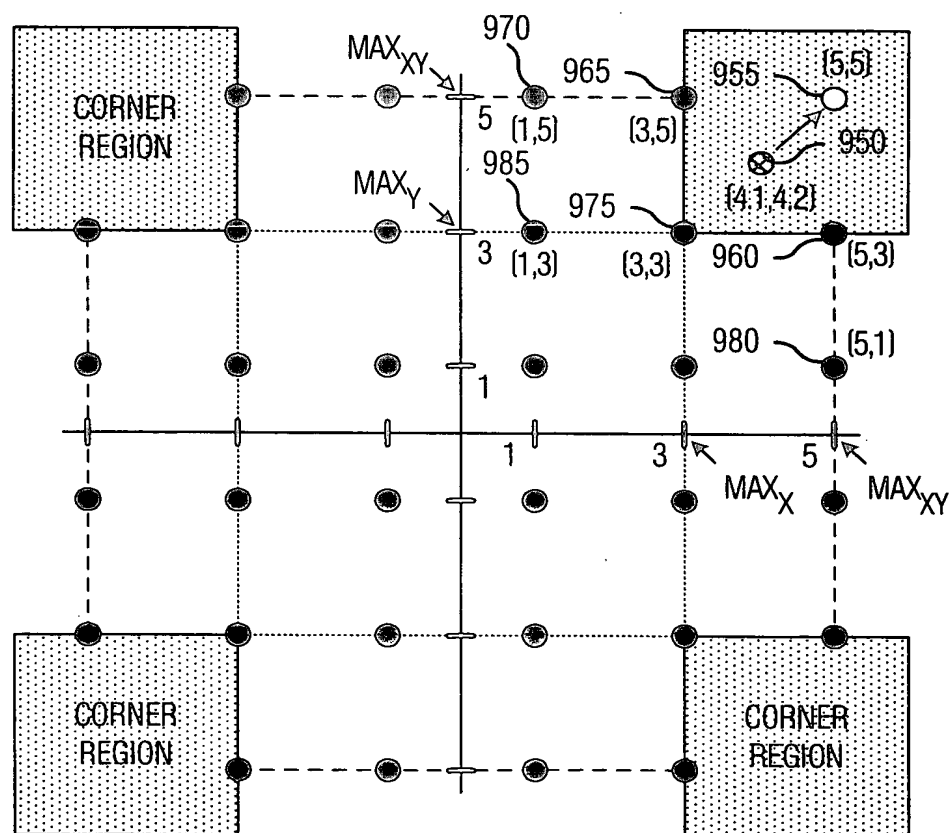 970
MAX_XY
965
955
(5,5)
CORNER
REGION
5
(1,5)
(3,5)
950
985
MAX_Y
975
(4.1,4.2)
3
(1,3)
(3,3)
960
(5,3)
980
(5,1)
1
1
3
5
MAX_X
MAX_XY
CORNER
REGION
CORNER
REGION